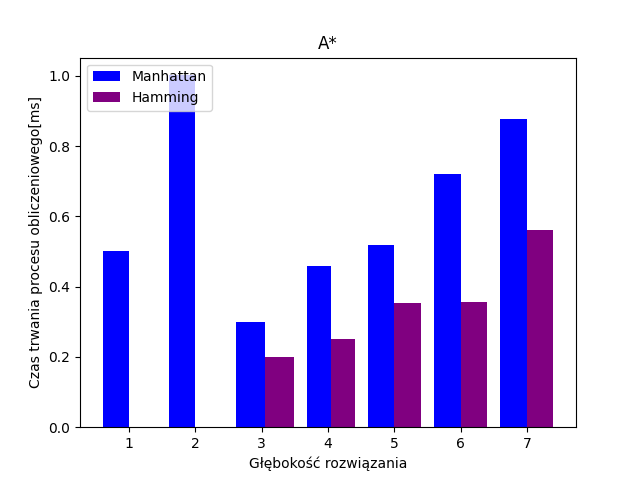 A*
Manhattan
Hamming
1.0
0.8
0.6
0.4
0.2
0.0
Czas trwania procesu obliczeniowego[ms]
1 2 3 4 5 6 7
Głębokość rozwiązania